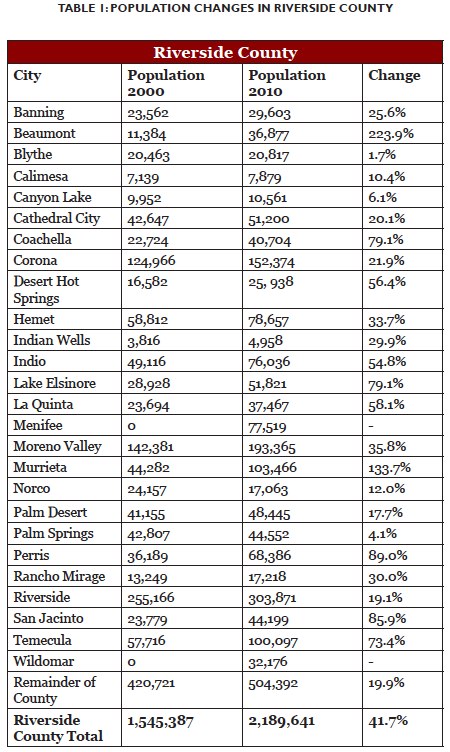 TABLE 1: POPULATION CHANGES IN RIVERSIDE COUNTY
Riverside County
City Population 2000 Population 2010 Change
Banning 23,562 29,603 25.6%
Beaumont 11,384 36,877 223.9%
Blythe 20,463 20,817 1.7%
Calimesa 7,139 7,879 10.4%
Canyon Lake 9,952 10,561 6.1%
Cathedral City 42,647 51,200 20.1%
Coachella 22,724 40,704 79.1%
Corona 124,966 152,374 21.9%
Desert Hot Springs 16,582 25, 938 56.4%
Hemet 58,812 78,657 33.7%
Indian Wells 3,816 4,958 29.9%
Indio 49,116 76,036 54.8%
Lake Elsinore 28,928 51,821 79.1%
La Quinta 23,694 37,467 58.1%
Menifee 0 77,519 -
Moreno Valley 142,381 193,365 35.8%
Murrieta 44,282 103,466 133.7%
Norco 24,157 17,063 12.0%
Palm Desert 41,155 48,445 17.7%
Palm Springs 42,807 44,552 4.1%
Perris 36,189 68,386 89.0%
Rancho Mirage 13,249 17,218 30.0%
Riverside 255,166 303,871 19.1%
San Jacinto 23,779 44,199 85.9%
Temecula 57,716 100,097 73.4%
Wildomar 0 32,176 -
Remainder of County 420,721 504,392 19.9%
Riverside County Total 1,545,387 2,189,641 41.7%